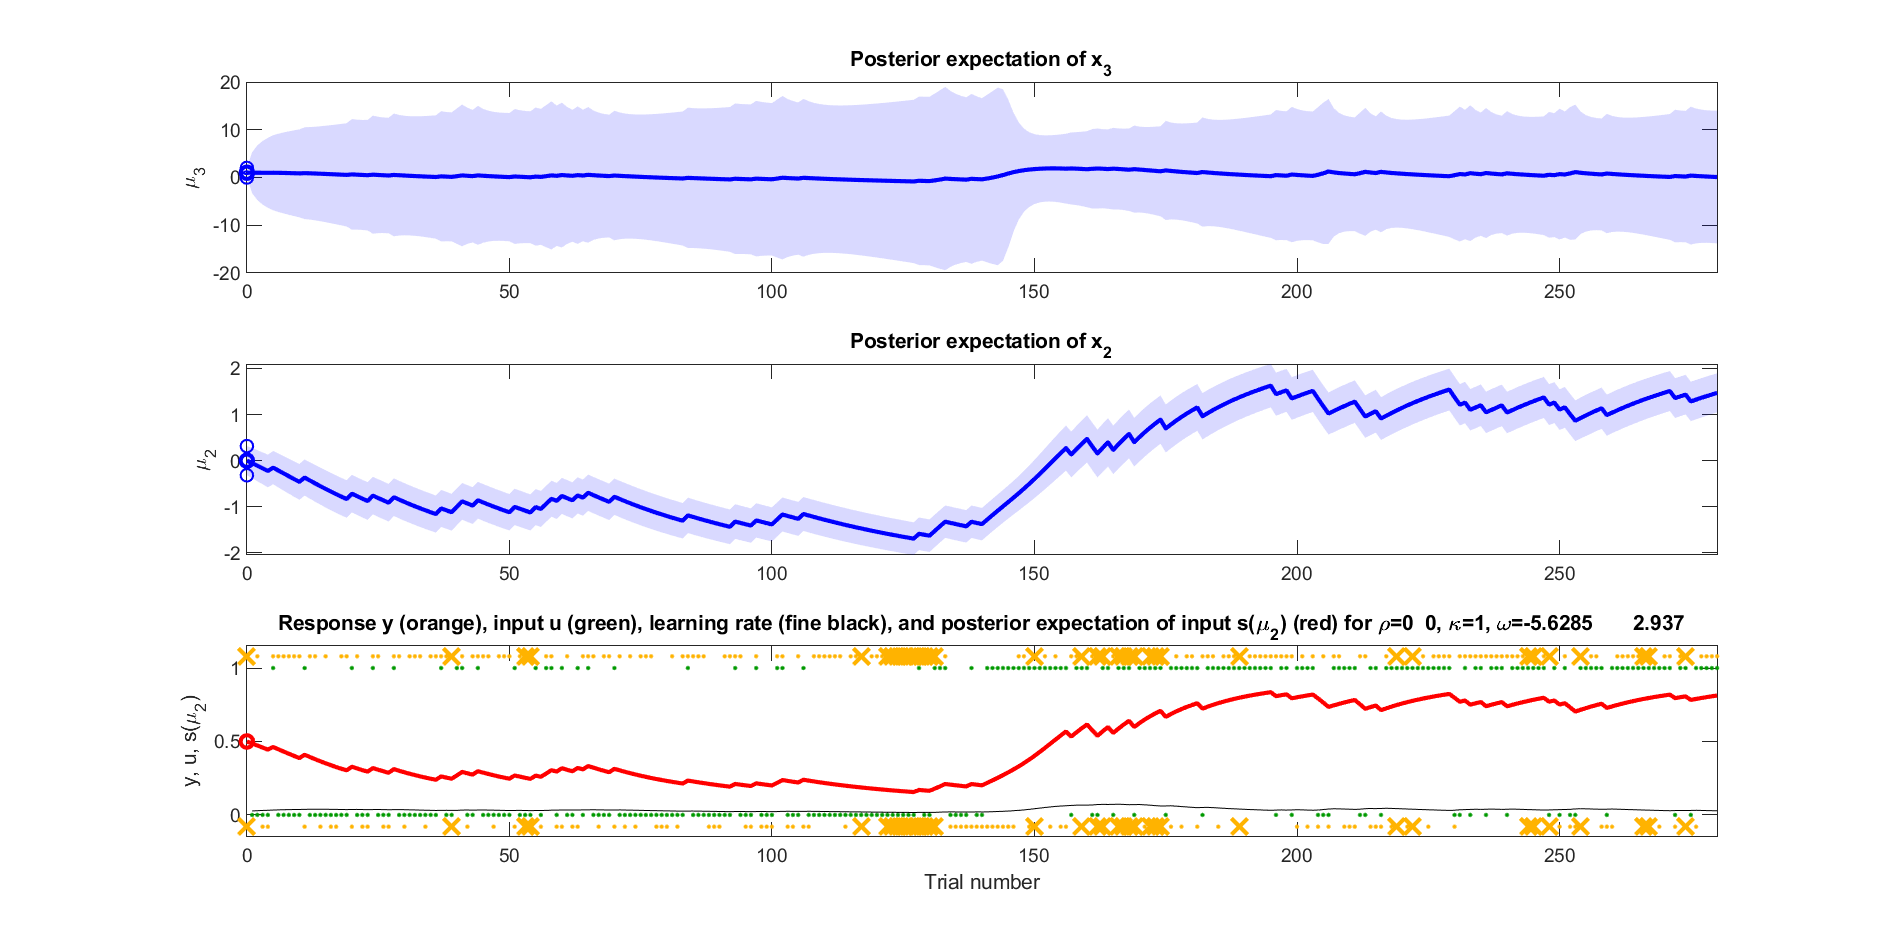 Posterior expectation of x₃
20
10
0
-10
-20
μ₃
0 50 100 150 200 250
Posterior expectation of x₂
2
1
0
-1
-2
μ₂
0 50 100 150 200 250
Response y (orange), input u (green), learning rate (fine black), and posterior expectation of input s(μ₂) (red) for ρ=0 0, κ=1, ω=-5.6285 2.937
1
0.5
0
y, u, s(μ₂)
0 50 100 150 200 250
Trial number